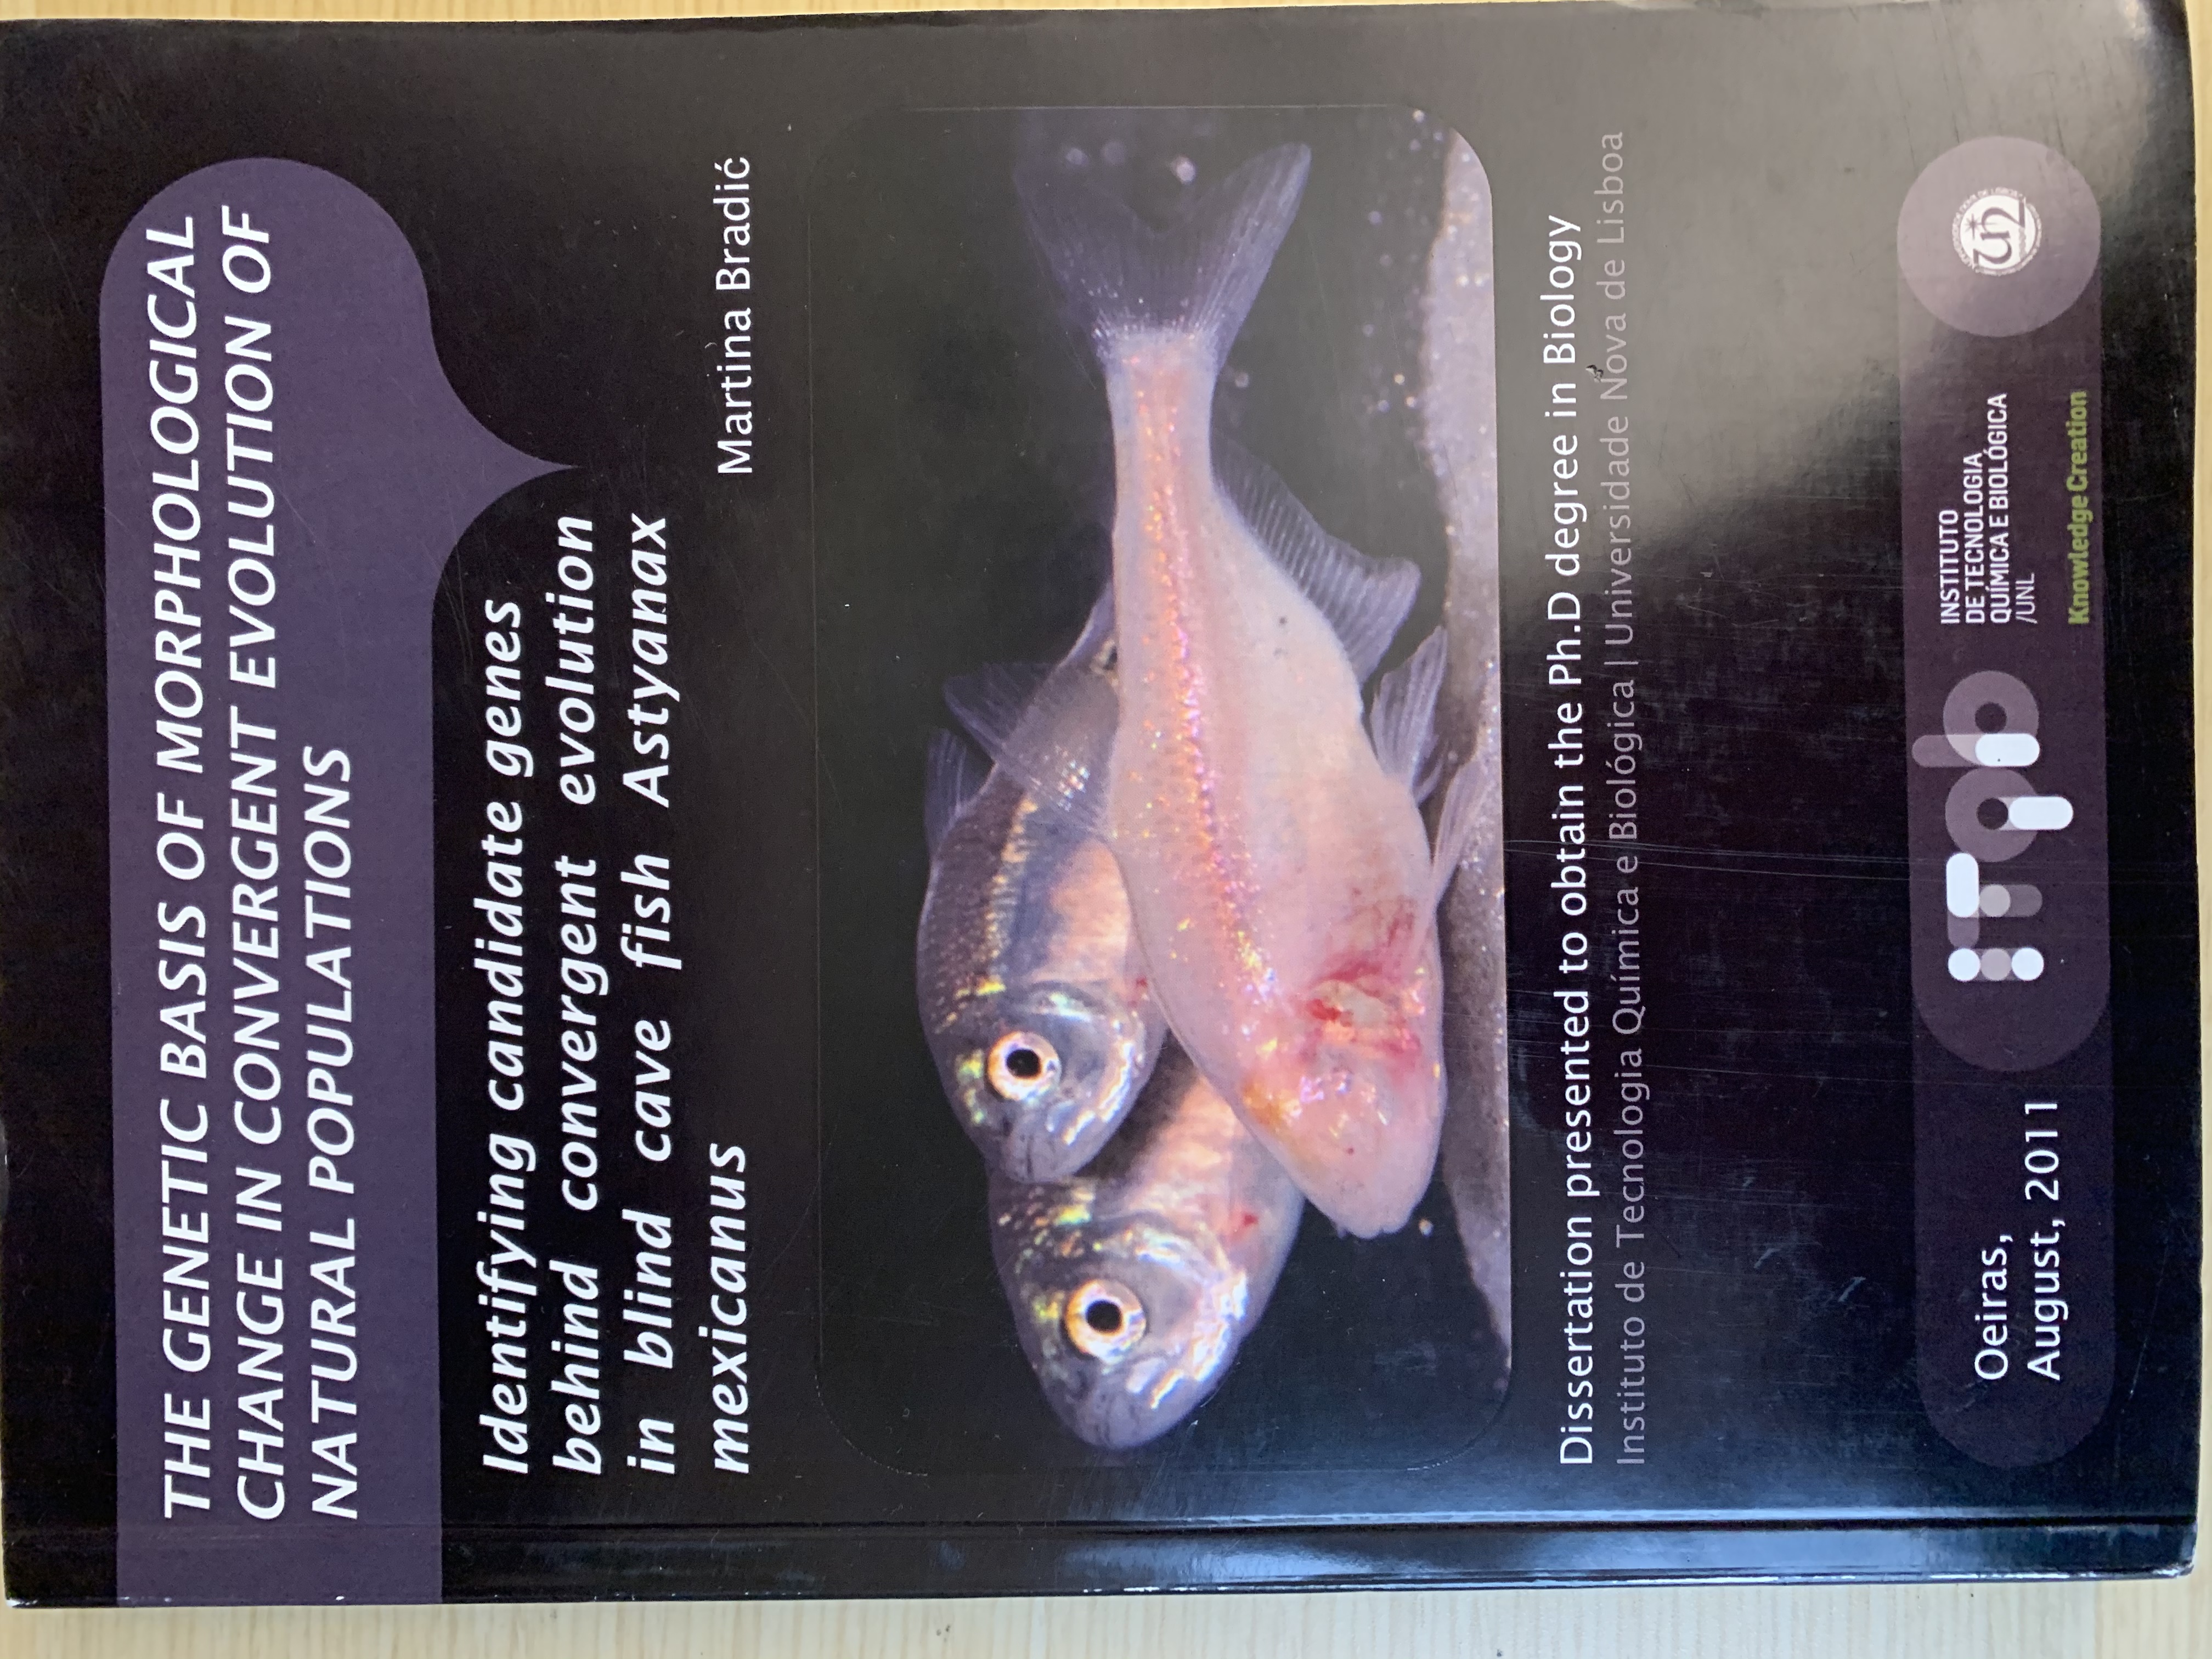 THE GENETIC BASIS OF MORPHOLOGICAL
CHANGE IN CONVERGENT EVOLUTION OF
NATURAL POPULATIONS
Identifying candidate genes
behind convergent evolution
in blind cave fish Astyanax
mexicanus
Martina Bradić
Dissertation presented to obtain the Ph.D degree in Biology
Instituto de Tecnologia Química e Biológica | Universidade Nova de Lisboa
Oeiras,
August, 2011
itqb
INSTITUTO
DE TECNOLOGIA
QUÍMICA E BIOLÓGICA
/UNL
Knowledge Creation